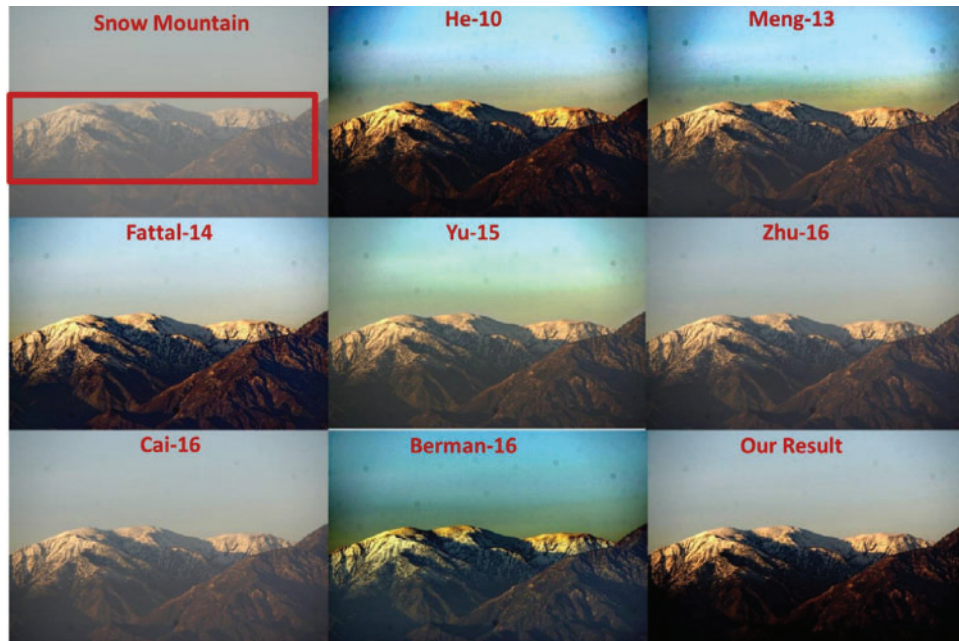 Snow Mountain
He-10
Meng-13
Fattal-14
Yu-15
Zhu-16
Cai-16
Berman-16
Our Result